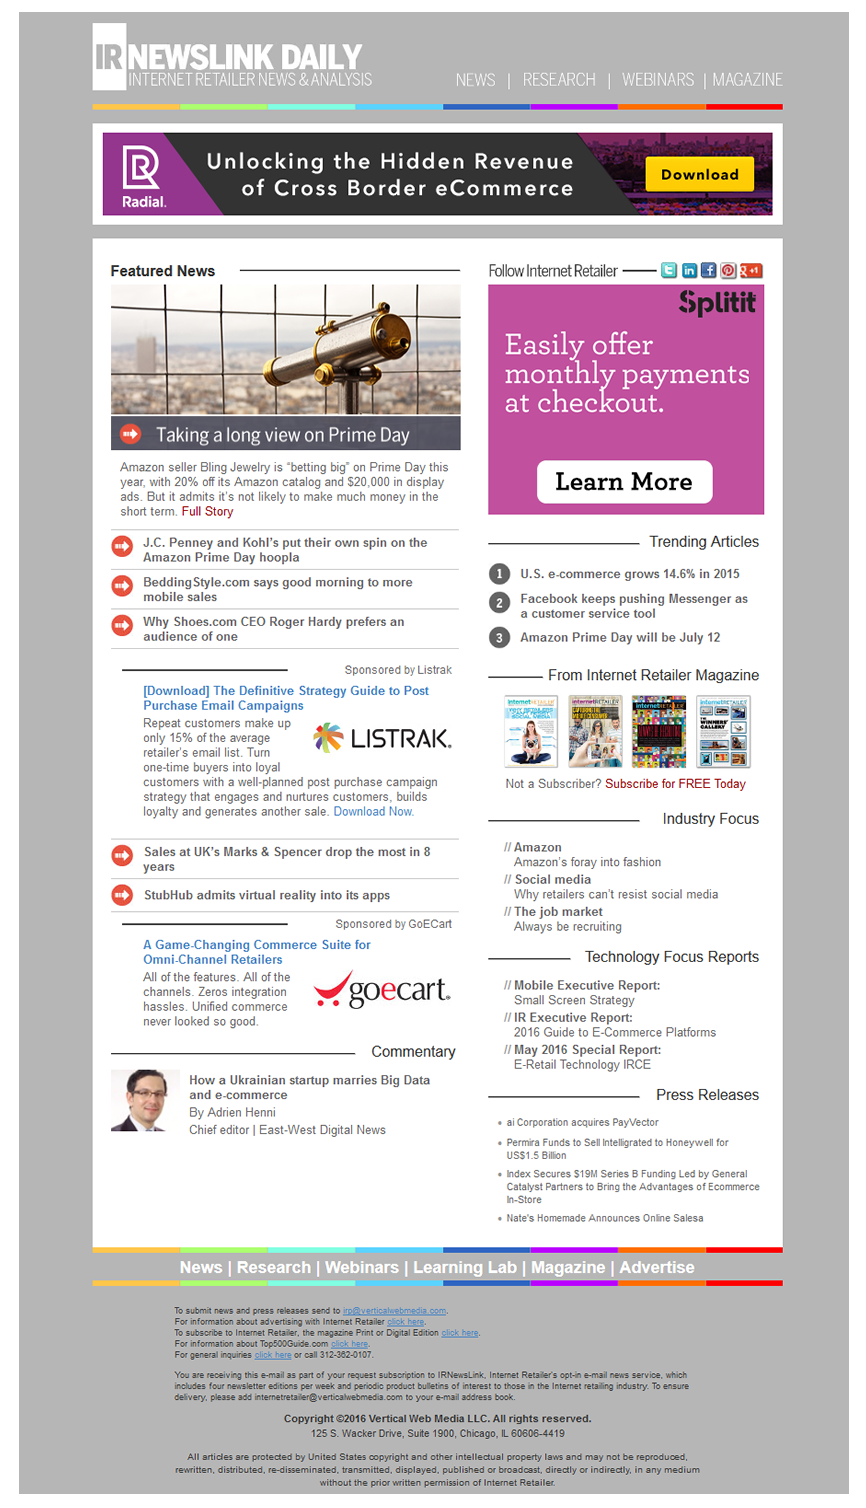 IR NEWSLINK DAILY
INTERNET RETAILER NEWS & ANALYSIS
NEWS | RESEARCH | WEBINARS | MAGAZINE
Radial.
Unlocking the Hidden Revenue
of Cross Border eCommerce
Download
Featured News
Taking a long view on Prime Day
Amazon seller Bling Jewelry is “betting big” on Prime Day this
year, with 20% off its Amazon catalog and $20,000 in display
ads. But it admits it’s not likely to make much money in the
short term. Full Story
J.C. Penney and Kohl’s put their own spin on the
Amazon Prime Day hoopla
BeddingStyle.com says good morning to more
mobile sales
Why Shoes.com CEO Roger Hardy prefers an
audience of one
Sponsored by Listrak
[Download] The Definitive Strategy Guide to Post
Purchase Email Campaigns
Repeat customers make up
only 15% of the average
retailer’s email list. Turn
one-time buyers into loyal
customers with a well-planned post purchase campaign
strategy that engages and nurtures customers, builds
loyalty and generates another sale. Download Now.
LISTRAK.
Sales at UK’s Marks & Spencer drop the most in 8
years
StubHub admits virtual reality into its apps
Sponsored by GoECart
A Game-Changing Commerce Suite for
Omni-Channel Retailers
All of the features. All of the
channels. Zeros integration
hassles. Unified commerce
never looked so good.
goecart
Commentary
How a Ukrainian startup marries Big Data
and e-commerce
By Adrien Henni
Chief editor | East-West Digital News
Follow Internet Retailer
Splitit
Easily offer
monthly payments
at checkout.
Learn More
Trending Articles
1 U.S. e-commerce grows 14.6% in 2015
2 Facebook keeps pushing Messenger as
a customer service tool
3 Amazon Prime Day will be July 12
From Internet Retailer Magazine
Not a Subscriber? Subscribe for FREE Today
Industry Focus
// Amazon
Amazon’s foray into fashion
// Social media
Why retailers can’t resist social media
// The job market
Always be recruiting
Technology Focus Reports
// Mobile Executive Report:
Small Screen Strategy
// IR Executive Report:
2016 Guide to E-Commerce Platforms
// May 2016 Special Report:
E-Retail Technology IRCE
Press Releases
• ai Corporation acquires PayVector
• Permira Funds to Sell Intelligrated to Honeywell for
US$1.5 Billion
• Index Secures $19M Series B Funding Led by General
Catalyst Partners to Bring the Advantages of Ecommerce
In-Store
• Nate's Homemade Announces Online Salesa
News | Research | Webinars | Learning Lab | Magazine | Advertise
To submit news and press releases send to irp@verticalwebmedia.com.
For information about advertising with Internet Retailer click here.
To subscribe to Internet Retailer, the magazine Print or Digital Edition click here.
For information about Top500Guide.com click here.
For general inquiries click here or call 312-362-0107.
You are receiving this e-mail as part of your request subscription to IRNewsLink, Internet Retailer's opt-in e-mail news service, which
includes four newsletter editions per week and periodic product bulletins of interest to those in the Internet retailing industry. To ensure
delivery, please add internetretailer@verticalwebmedia.com to your e-mail address book.
Copyright ©2016 Vertical Web Media LLC. All rights reserved.
125 S. Wacker Drive, Suite 1900, Chicago, IL 60606-4419
All articles are protected by United States copyright and other intellectual property laws and may not be reproduced,
rewritten, distributed, re-disseminated, transmitted, displayed, published or broadcast, directly or indirectly, in any medium
without the prior written permission of Internet Retailer.